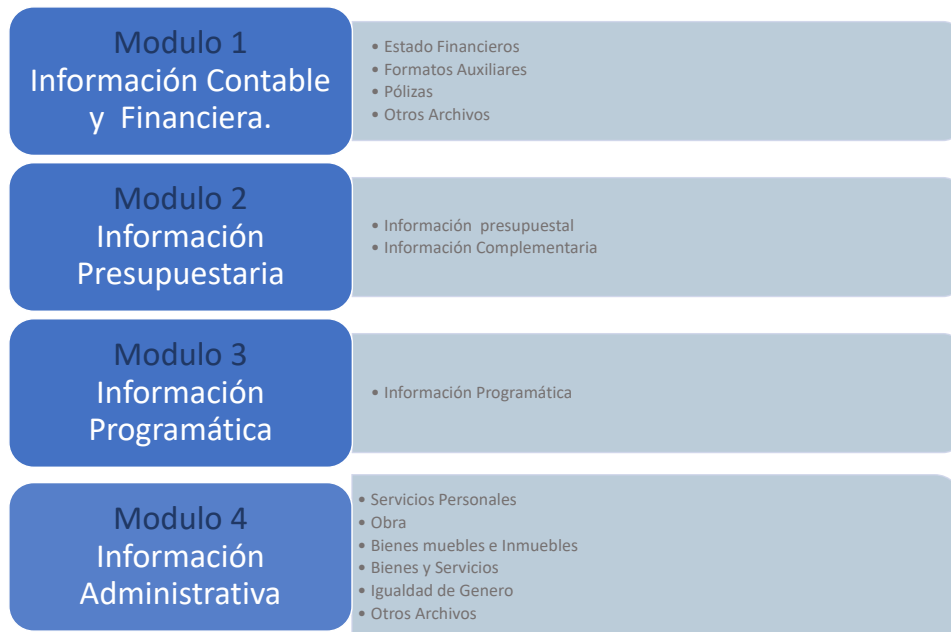 Modulo 1
Información Contable
y Financiera.
• Estado Financieros
• Formatos Auxiliares
• Pólizas
• Otros Archivos
Modulo 2
Información
Presupuestaria
• Información presupuestal
• Información Complementaria
Modulo 3
Información
Programática
• Información Programática
Modulo 4
Información
Administrativa
• Servicios Personales
• Obra
• Bienes muebles e Inmuebles
• Bienes y Servicios
• Igualdad de Genero
• Otros Archivos